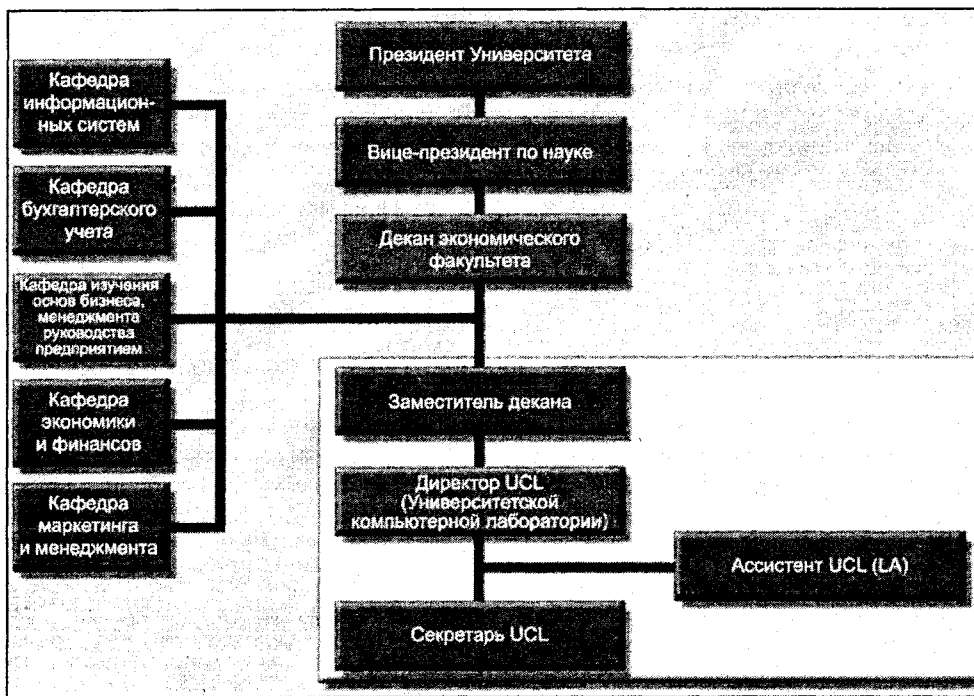 Президент Университета
Вице-президент по науке
Декан экономического
факультета
Кафедра
информацион-
ных систем
Кафедра
бухгалтерского
учета
Кафедра изучения
основ бизнеса,
менеджмента
руководства
предприятием
Кафедра
экономики
и финансов
Кафедра
маркетинга
и менеджмента
Заместитель декана
Директор UCL
(Университетской
компьютерной лаборатории)
Ассистент UCL (LA)
Секретарь UCL